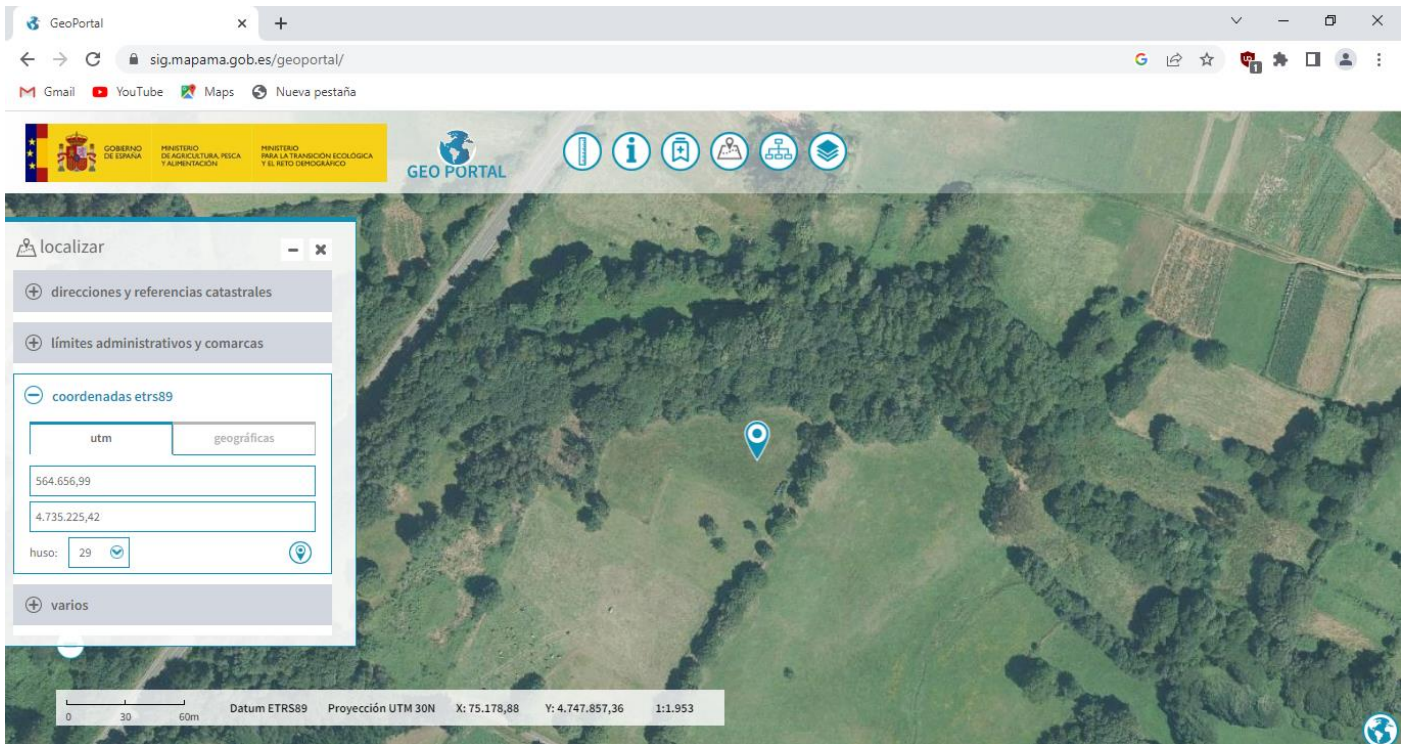 GeoPortal
sig.mapama.gob.es/geoportal/
G
1
Gmail YouTube Maps Nueva pestaña
GOBIERNO
DE ESPAÑA
MINISTERIO
DE AGRICULTURA, PESCA
Y ALIMENTACIÓN
MINISTERIO
PARA LA TRANSICIÓN ECOLÓGICA
Y EL RETO DEMOGRÁFICO
GEO PORTAL
localizar
direcciones y referencias catastrales
límites administrativos y comarcas
coordenadas etrs89
utm geográficas
564.656,99
4.735.225,42
huso: 29
varios
0 30 60m Datum ETRS89 Proyección UTM 30N X: 75.178,88 Y: 4.747.857,36 1:1.953